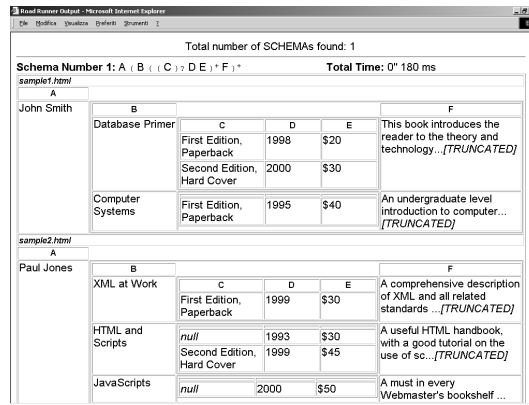 Road Runner Output - Microsoft Internet Explorer
File Modifica Visualizza Preferiti Strumenti ?
Total number of SCHEMAs found: 1
Schema Number 1: A ( B ( ( C )? D E )+ F )+ Total Time: 0" 180 ms
sample1.html
A
John Smith
B F
Database Primer
C D E
First Edition, Paperback 1998 $20
Second Edition, Hard Cover 2000 $30
This book introduces the
reader to the theory and
technology...[TRUNCATED]
Computer
Systems
First Edition, Paperback 1995 $40
An undergraduate level
introduction to computer...
[TRUNCATED]
sample2.html
A
Paul Jones
B F
XML at Work
C D E
First Edition, Paperback 1999 $30
A comprehensive description
of XML and all related
standards ...[TRUNCATED]
HTML and
Scripts
null 1993 $30
Second Edition, Hard Cover 1999 $45
A useful HTML handbook,
with a good tutorial on the
use of sc...[TRUNCATED]
JavaScripts
null 2000 $50
A must in every
Webmaster's bookshelf ...